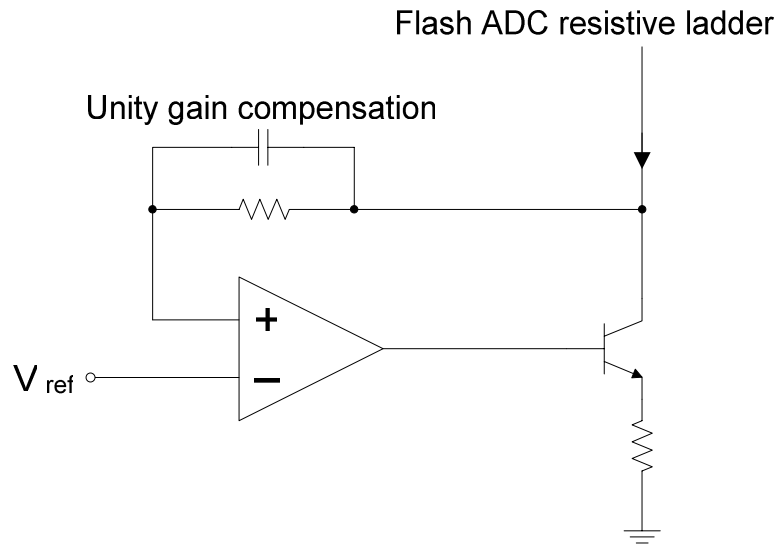 Flash ADC resistive ladder
Unity gain compensation
+
−
V ref